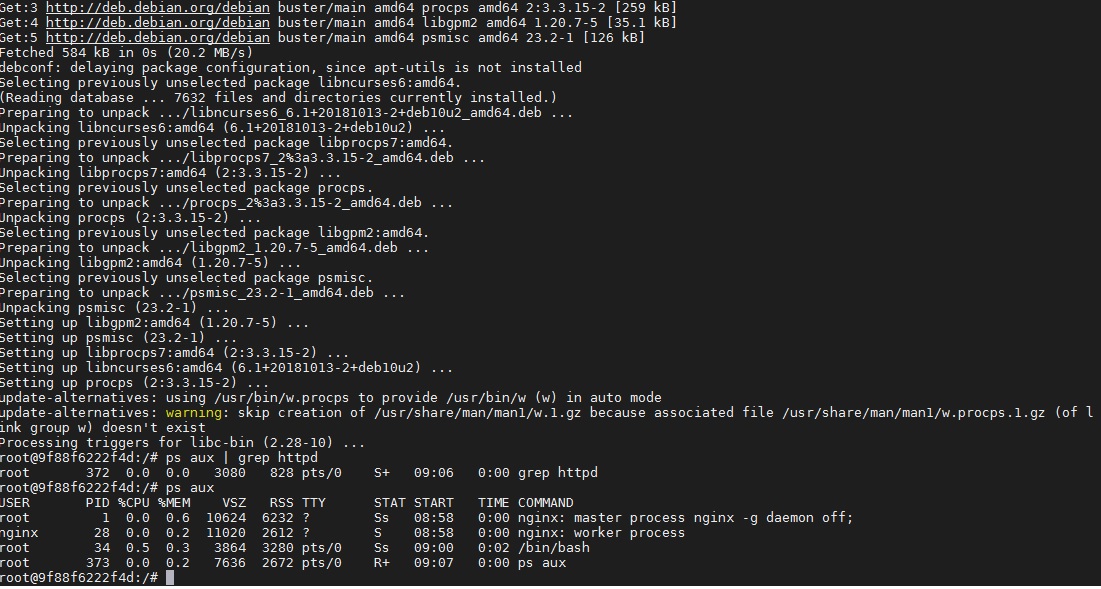 Get:3 http://deb.debian.org/debian buster/main amd64 procps amd64 2:3.3.15-2 [259 kB]
Get:4 http://deb.debian.org/debian buster/main amd64 libgpm2 amd64 1.20.7-5 [35.1 kB]
Get:5 http://deb.debian.org/debian buster/main amd64 psmisc amd64 23.2-1 [126 kB]
Fetched 584 kB in 0s (20.2 MB/s)
debconf: delaying package configuration, since apt-utils is not installed
Selecting previously unselected package libncurses6:amd64.
(Reading database ... 7632 files and directories currently installed.)
Preparing to unpack .../libncurses6_6.1+20181013-2+deb10u2_amd64.deb ...
Unpacking libncurses6:amd64 (6.1+20181013-2+deb10u2) ...
Selecting previously unselected package libprocps7:amd64.
Preparing to unpack .../libprocps7_2%3a3.3.15-2_amd64.deb ...
Unpacking libprocps7:amd64 (2:3.3.15-2) ...
Selecting previously unselected package procps.
Preparing to unpack .../procps_2%3a3.3.15-2_amd64.deb ...
Unpacking procps (2:3.3.15-2) ...
Selecting previously unselected package libgpm2:amd64.
Preparing to unpack .../libgpm2_1.20.7-5_amd64.deb ...
Unpacking libgpm2:amd64 (1.20.7-5) ...
Selecting previously unselected package psmisc.
Preparing to unpack .../psmisc_23.2-1_amd64.deb ...
Unpacking psmisc (23.2-1) ...
Setting up libgpm2:amd64 (1.20.7-5) ...
Setting up psmisc (23.2-1) ...
Setting up libprocps7:amd64 (2:3.3.15-2) ...
Setting up libncurses6:amd64 (6.1+20181013-2+deb10u2) ...
Setting up procps (2:3.3.15-2) ...
update-alternatives: using /usr/bin/w.procps to provide /usr/bin/w (w) in auto mode
update-alternatives: warning: skip creation of /usr/share/man/man1/w.1.gz because associated file /usr/share/man/man1/w.procps.1.gz (of l
ink group w) doesn't exist
Processing triggers for libc-bin (2.28-10) ...
root@9f88f6222f4d:/# ps aux | grep httpd
root       372  0.0  0.0   3080   828 pts/0    S+   09:06   0:00 grep httpd
root@9f88f6222f4d:/# ps aux
USER       PID %CPU %MEM    VSZ   RSS TTY      STAT START   TIME COMMAND
root         1  0.0  0.6  10624  6232 ?        Ss   08:58   0:00 nginx: master process nginx -g daemon off;
nginx       28  0.0  0.2  11020  2612 ?        S    08:58   0:00 nginx: worker process
root        34  0.5  0.3   3864  3280 pts/0    Ss   09:00   0:02 /bin/bash
root       373  0.0  0.2   7636  2672 pts/0    R+   09:07   0:00 ps aux
root@9f88f6222f4d:/#